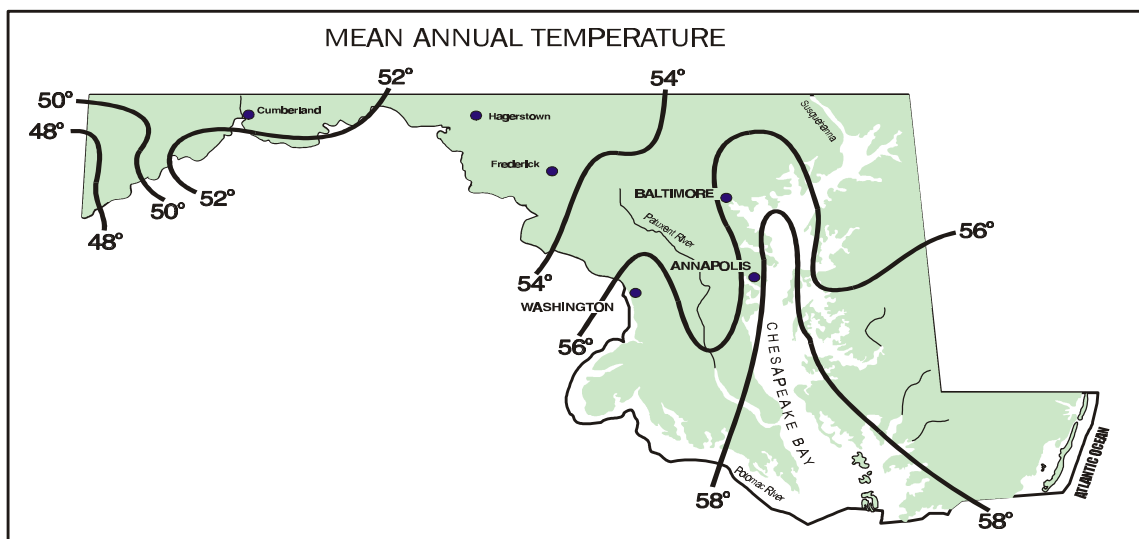 MEAN ANNUAL TEMPERATURE
52°
54°
50°
48°
Cumberland
Hagerstown
Susquehanna
Frederick
BALTIMORE
52°
50°
48°
Patuxent River
56°
ANNAPOLIS
54°
WASHINGTON
56°
CHESAPEAKE BAY
ATLANTIC OCEAN
Potomac River
58°
58°